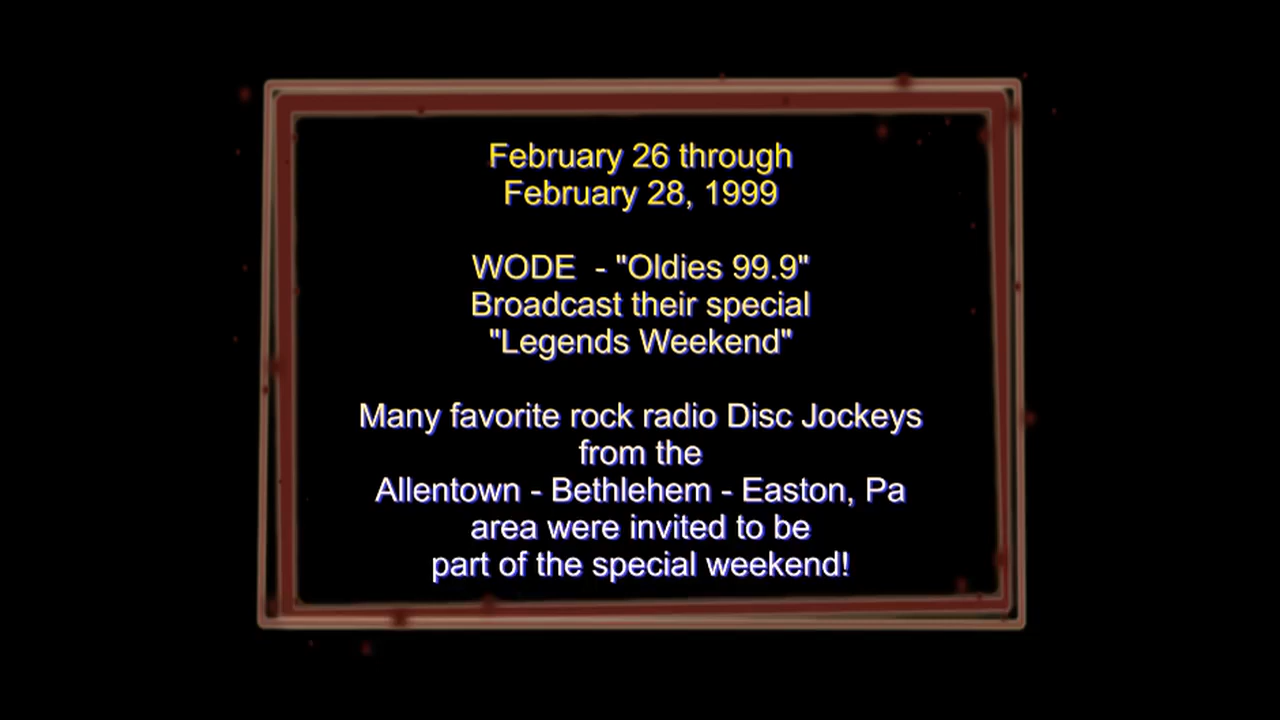 February 26 through
February 28, 1999
WODE - "Oldies 99.9"
Broadcast their special
"Legends Weekend"
Many favorite rock radio Disc Jockeys
from the
Allentown - Bethlehem - Easton, Pa
area were invited to be
part of the special weekend!